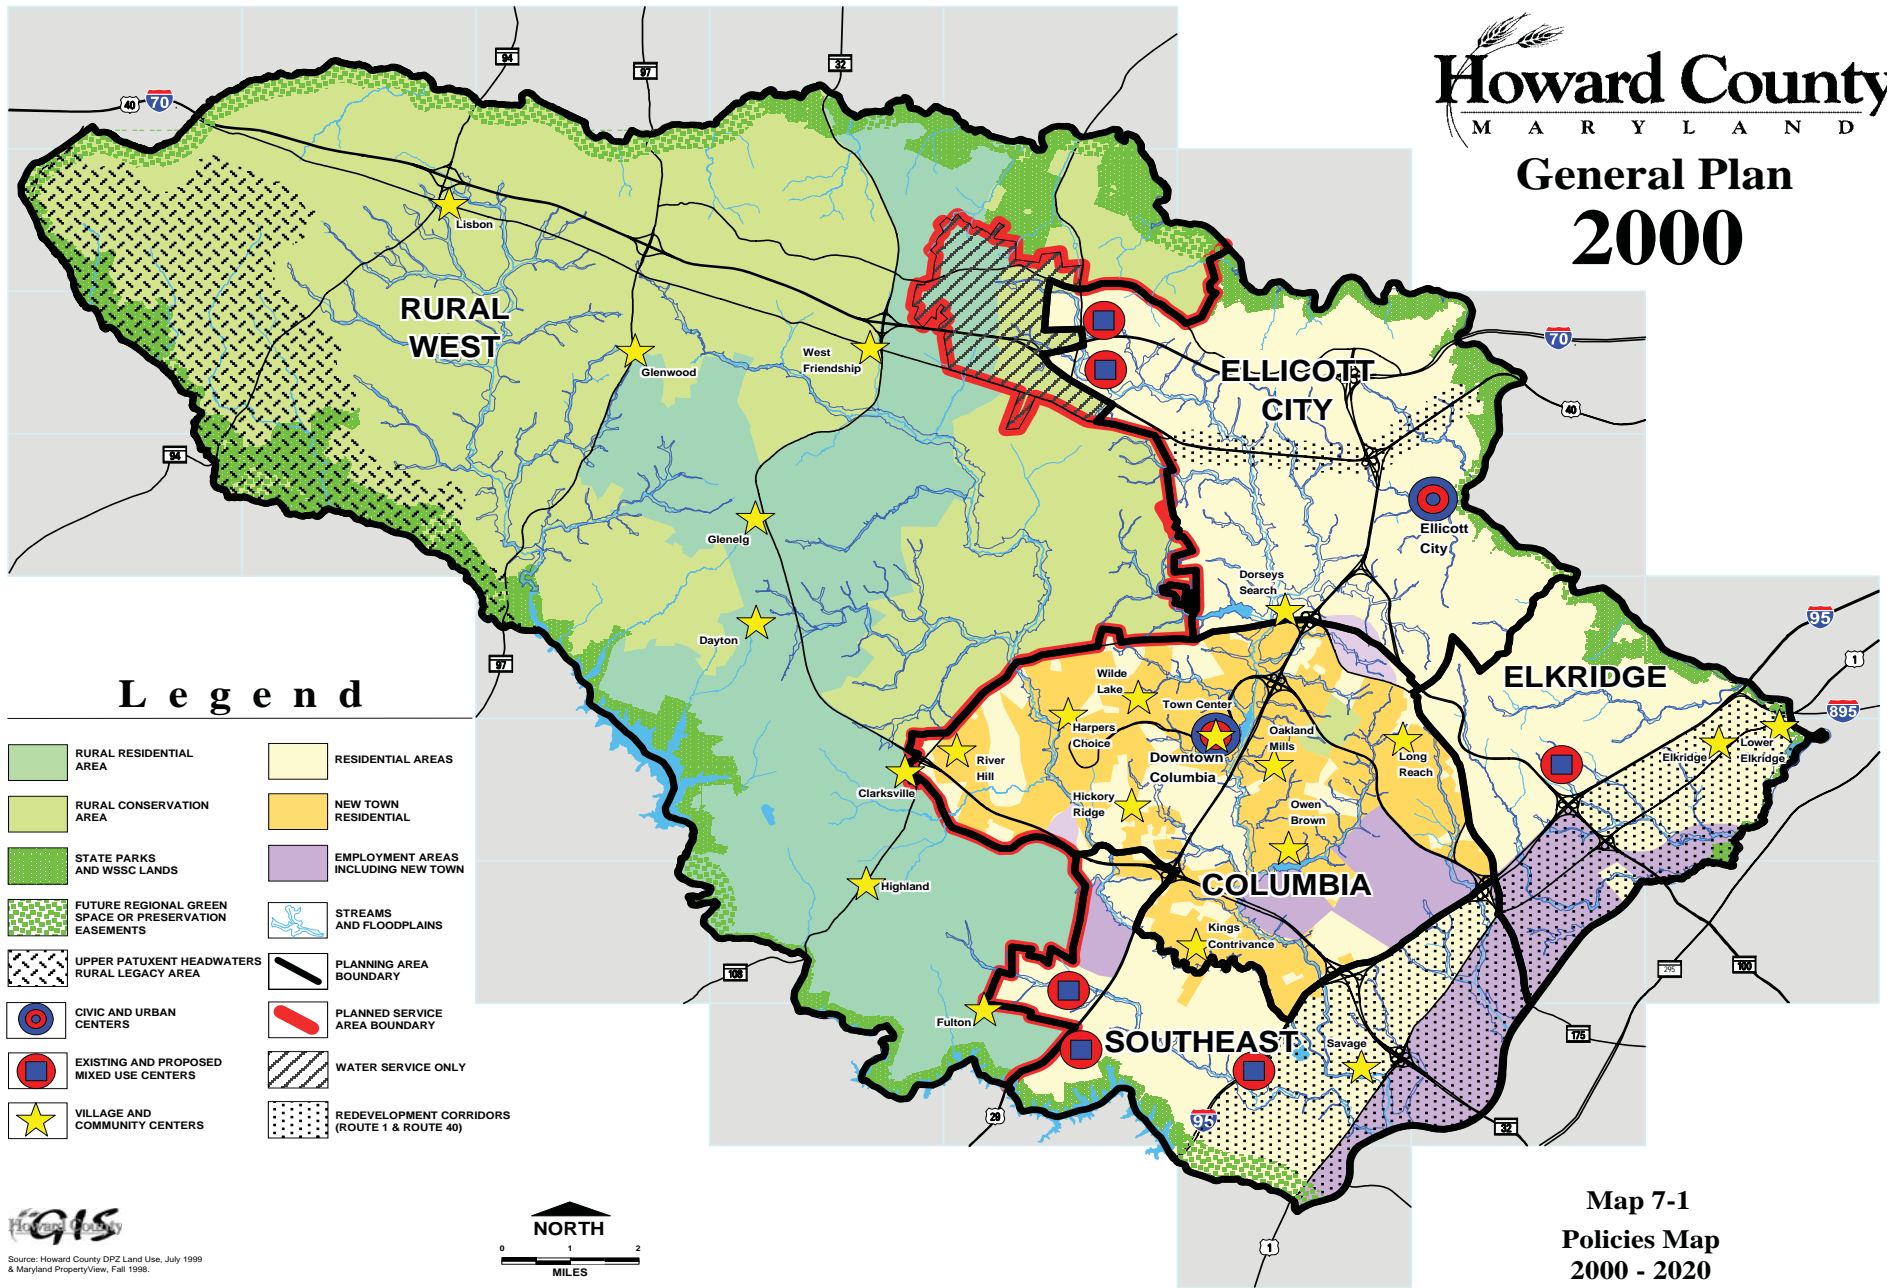 Howard County
MARYLAND
General Plan
2000
94
97
32
40
70
Lisbon
RURAL
WEST
Glenwood
West
Friendship
ELLICOTT
CITY
70
40
94
Glenelg
Ellicott
City
Dorseys
Search
Dayton
97
95
1
895
ELKRIDGE
Wilde
Lake
Town Center
Harpers
Choice
Oakland
Mills
Long
Reach
Elkridge
Lower
Elkridge
River
Hill
Downtown
Columbia
Clarksville
Hickory
Ridge
Owen
Brown
COLUMBIA
Highland
Kings
Contrivance
108
295
100
175
Fulton
SOUTHEAST
Savage
29
95
32
1
Legend
RURAL RESIDENTIAL
AREA
RURAL CONSERVATION
AREA
STATE PARKS
AND WSSC LANDS
FUTURE REGIONAL GREEN
SPACE OR PRESERVATION
EASEMENTS
UPPER PATUXENT HEADWATERS
RURAL LEGACY AREA
CIVIC AND URBAN
CENTERS
EXISTING AND PROPOSED
MIXED USE CENTERS
VILLAGE AND
COMMUNITY CENTERS
RESIDENTIAL AREAS
NEW TOWN
RESIDENTIAL
EMPLOYMENT AREAS
INCLUDING NEW TOWN
STREAMS
AND FLOODPLAINS
PLANNING AREA
BOUNDARY
PLANNED SERVICE
AREA BOUNDARY
WATER SERVICE ONLY
REDEVELOPMENT CORRIDORS
(ROUTE 1 & ROUTE 40)
Howard County
GIS
Source: Howard County DPZ Land Use, July 1999
& Maryland PropertyView, Fall 1998.
NORTH
0 1 2
MILES
Map 7-1
Policies Map
2000 - 2020